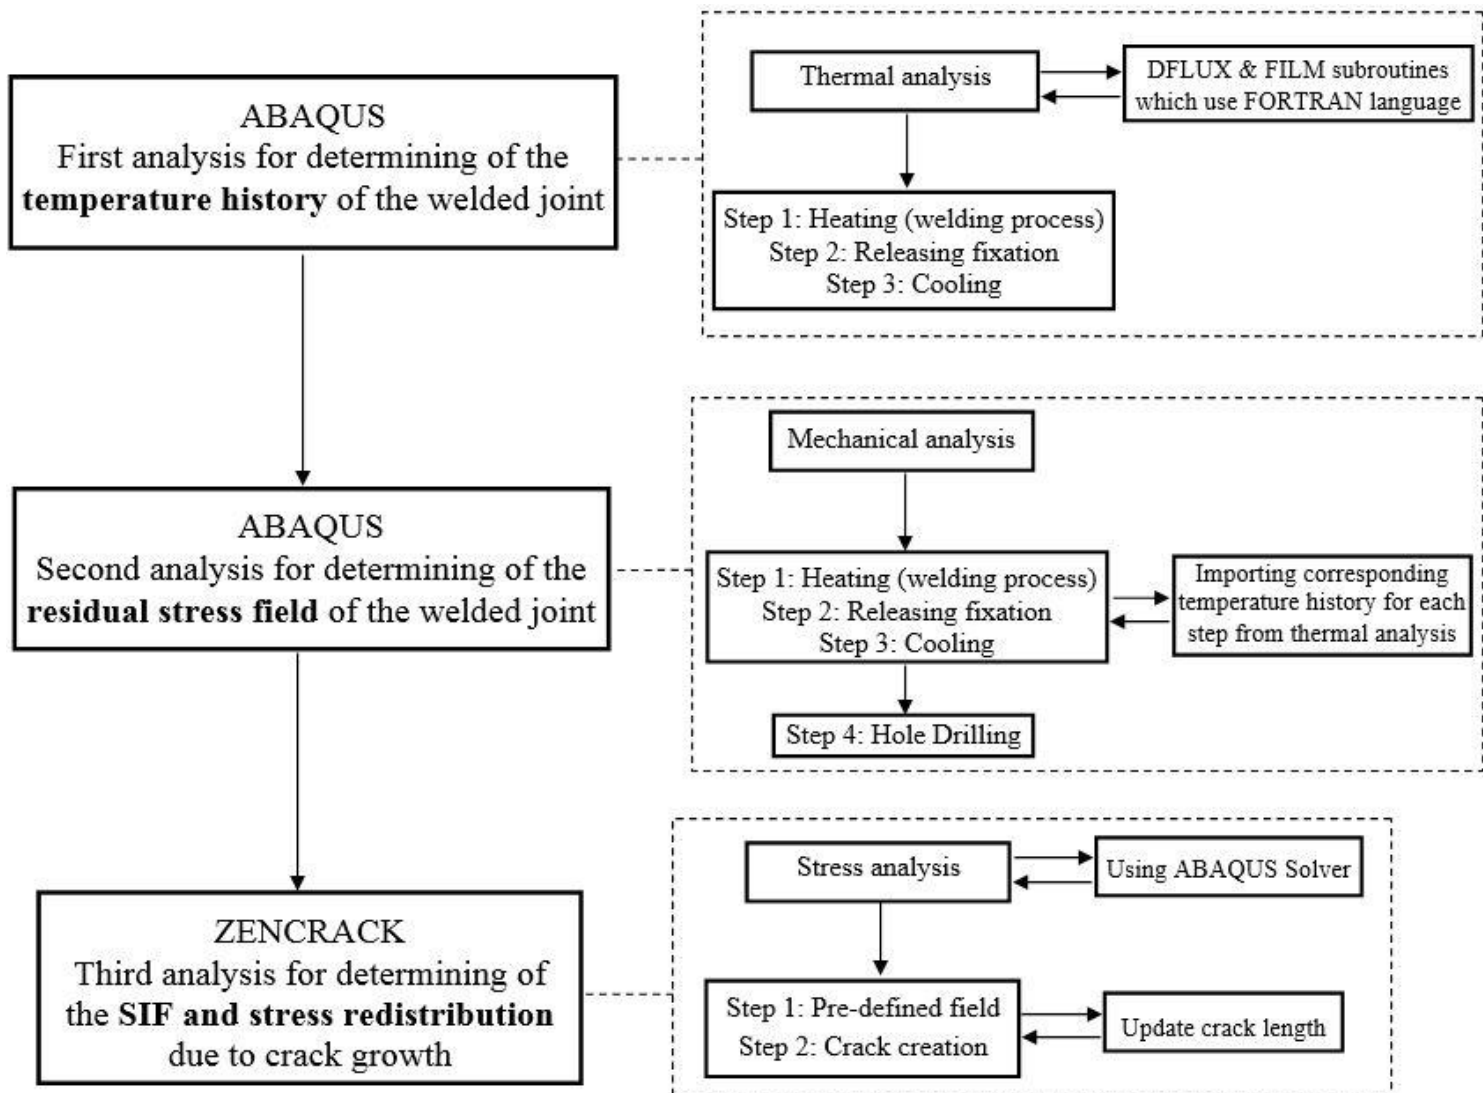 ABAQUS
First analysis for determining of the
temperature history of the welded joint
Thermal analysis
DFLUX & FILM subroutines
which use FORTRAN language
Step 1: Heating (welding process)
Step 2: Releasing fixation
Step 3: Cooling
ABAQUS
Second analysis for determining of the
residual stress field of the welded joint
Mechanical analysis
Step 1: Heating (welding process)
Step 2: Releasing fixation
Step 3: Cooling
Importing corresponding
temperature history for each
step from thermal analysis
Step 4: Hole Drilling
ZENCRACK
Third analysis for determining of
the SIF and stress redistribution
due to crack growth
Stress analysis
Using ABAQUS Solver
Step 1: Pre-defined field
Step 2: Crack creation
Update crack length